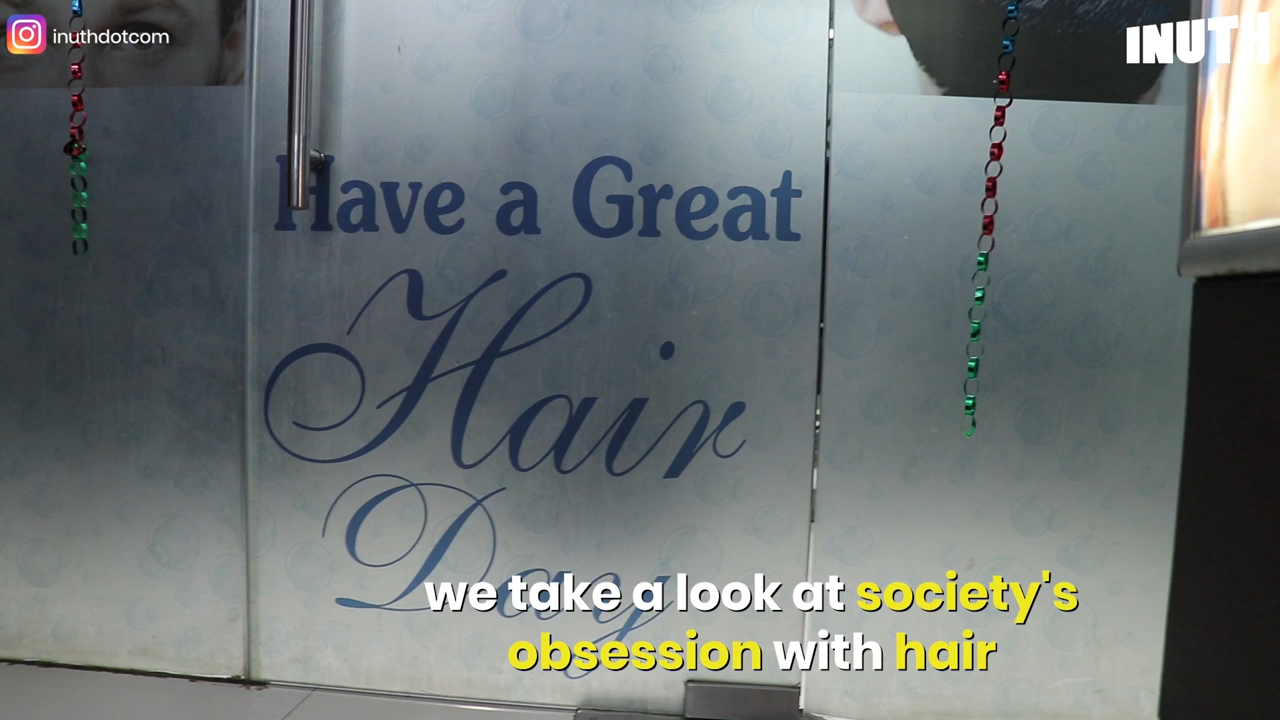 inuthdotcom
INUTH
Have a Great
Hair
Day
we take a look at society's
obsession with hair